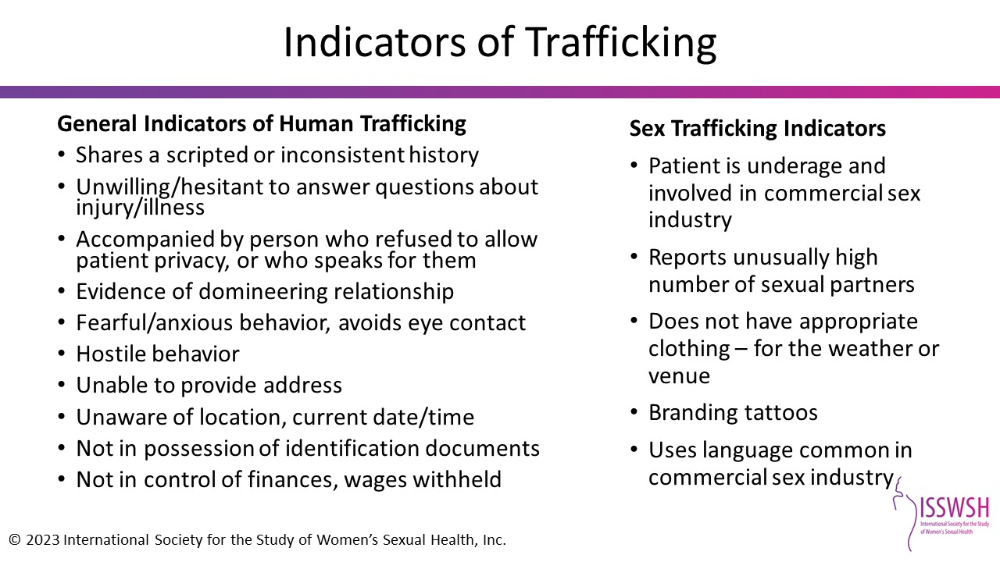 Indicators of Trafficking
General Indicators of Human Trafficking
• Shares a scripted or inconsistent history
• Unwilling/hesitant to answer questions about
injury/illness
• Accompanied by person who refused to allow
patient privacy, or who speaks for them
• Evidence of domineering relationship
• Fearful/anxious behavior, avoids eye contact
• Hostile behavior
• Unable to provide address
• Unaware of location, current date/time
• Not in possession of identification documents
• Not in control of finances, wages withheld
Sex Trafficking Indicators
• Patient is underage and
involved in commercial sex
industry
• Reports unusually high
number of sexual partners
• Does not have appropriate
clothing – for the weather or
venue
• Branding tattoos
• Uses language common in
commercial sex industry
ISSWSH
International Society for the Study
of Women's Sexual Health
© 2023 International Society for the Study of Women’s Sexual Health, Inc.